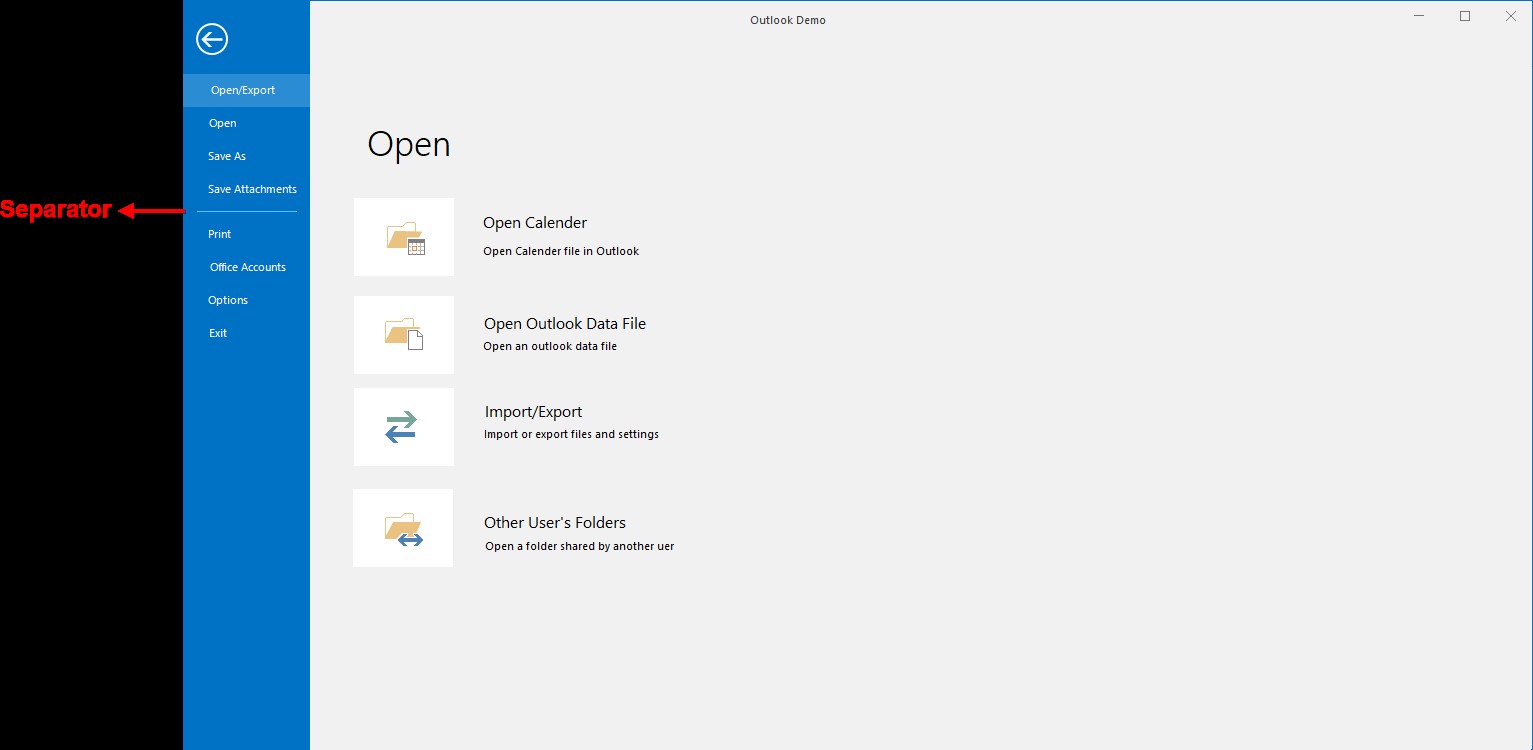 Outlook Demo
Open/Export
Open
Save As
Save Attachments
Separator
Print
Office Accounts
Options
Exit
Open
Open Calender
Open Calender file in Outlook
Open Outlook Data File
Open an outlook data file
Import/Export
Import or export files and settings
Other User's Folders
Open a folder shared by another uer